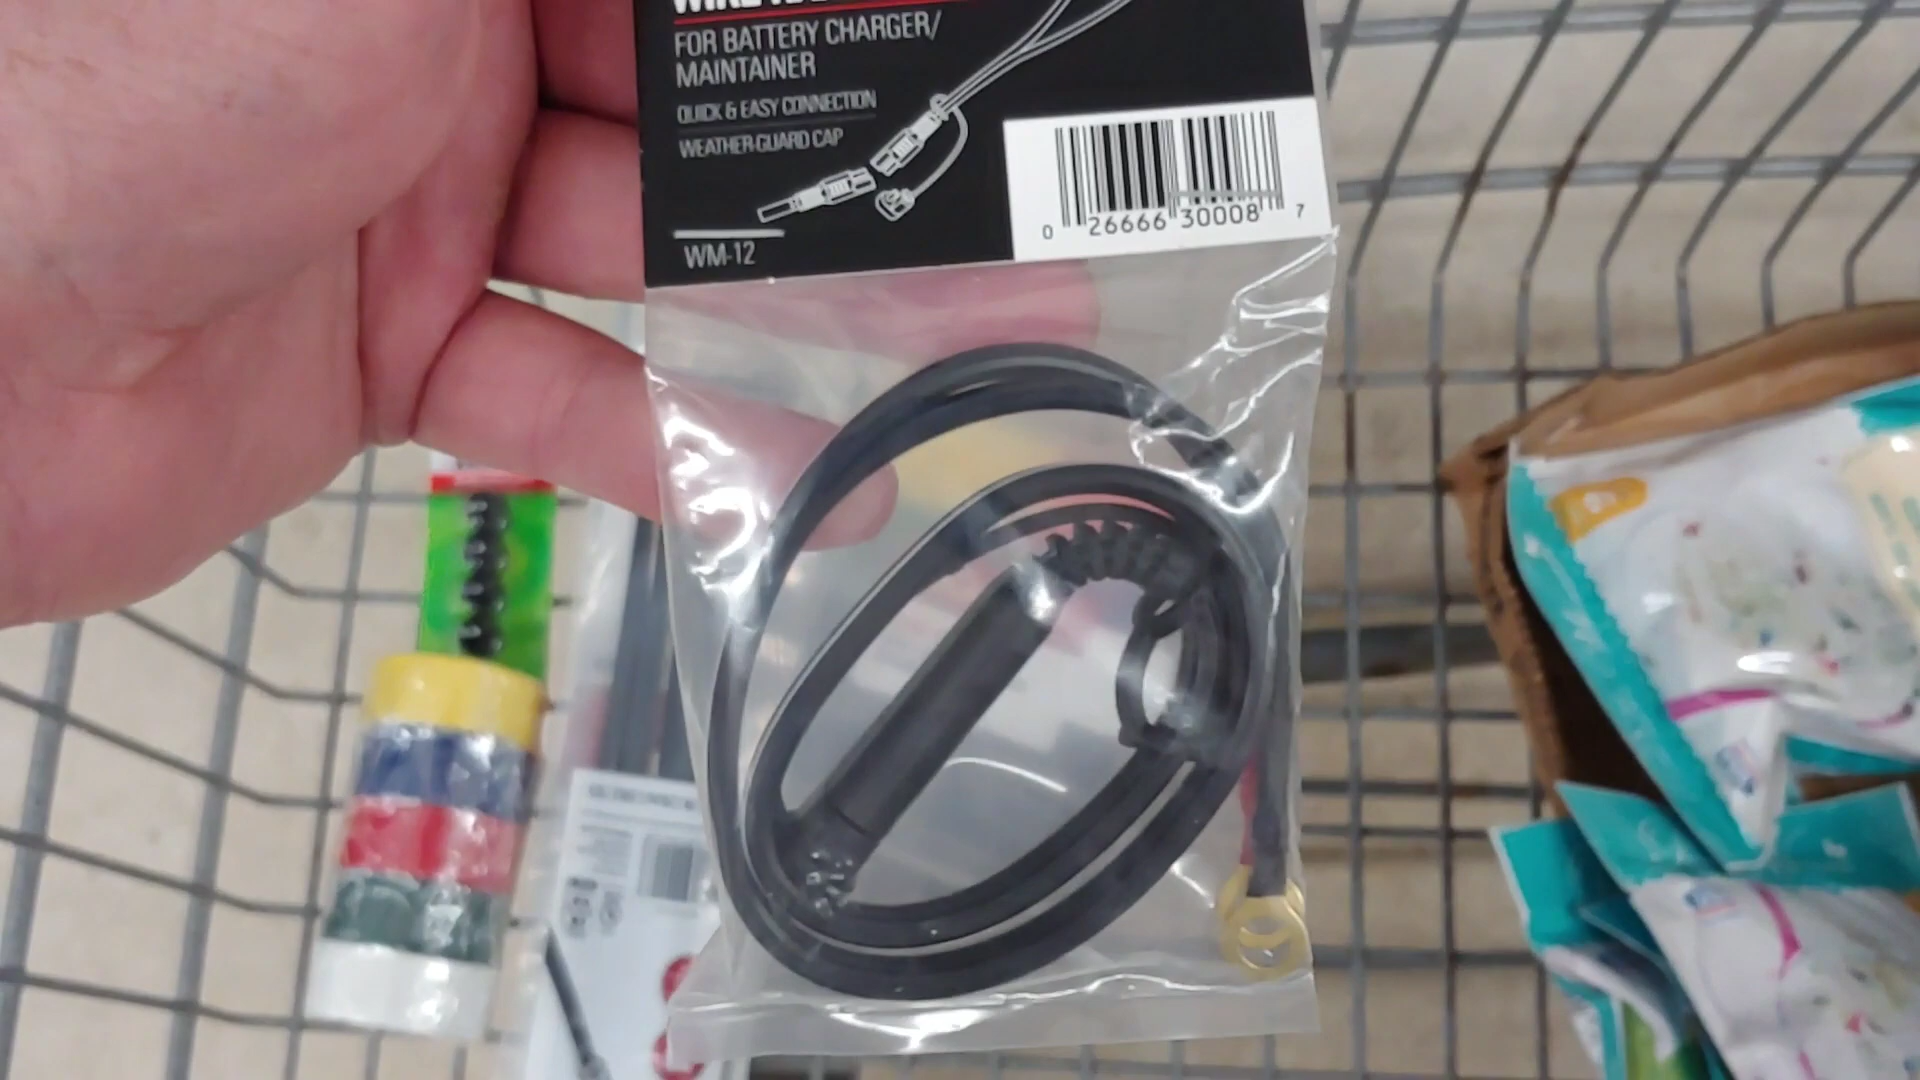 FOR BATTERY CHARGER/
MAINTAINER
QUICK & EASY CONNECTION
WEATHER GUARD CAP
WM-12
0 26666 30008 7